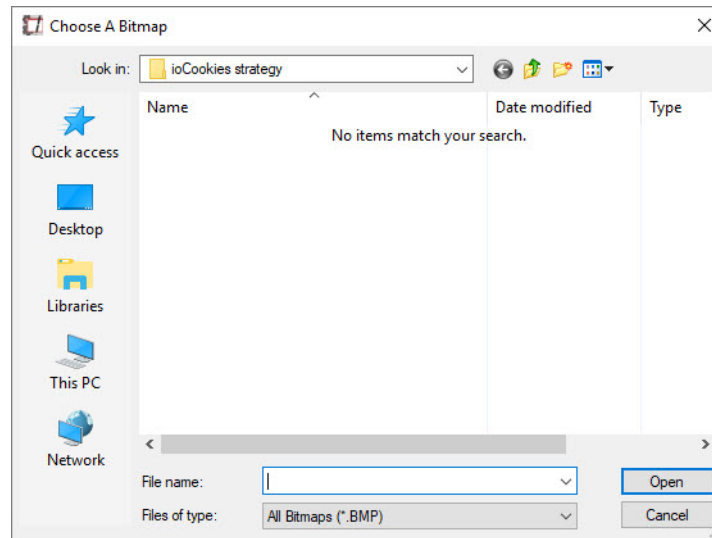 Choose A Bitmap
Look in: ioCookies strategy
Name Date modified Type
No items match your search.
Quick access
Desktop
Libraries
This PC
Network
File name: Open
Files of type: All Bitmaps (*.BMP) Cancel